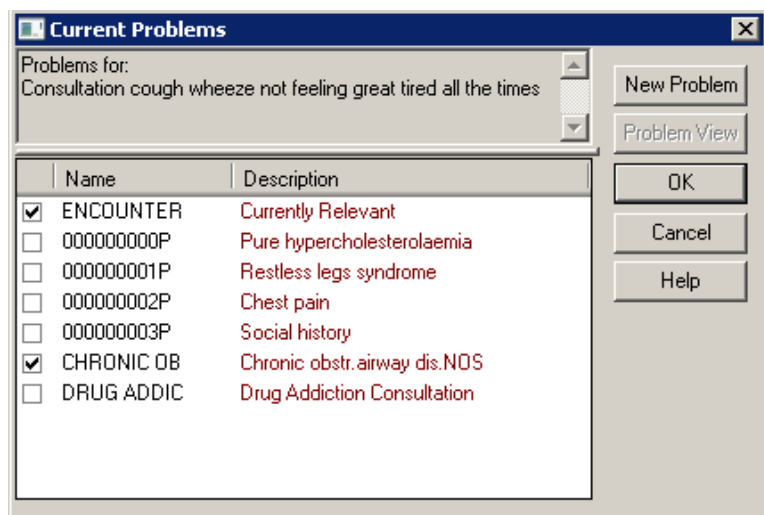 Current Problems
Problems for:
Consultation cough wheeze not feeling great tired all the times
New Problem
Problem View
OK
Cancel
Help
Name Description
ENCOUNTER Currently Relevant
000000000P Pure hypercholesterolaemia
000000001P Restless legs syndrome
000000002P Chest pain
000000003P Social history
CHRONIC OB Chronic obstr.airway dis.NOS
DRUG ADDIC Drug Addiction Consultation